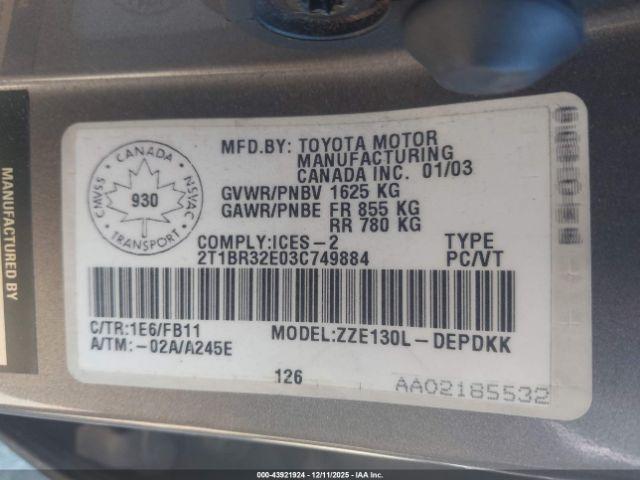 MANUFACTURED BY
CANADA
CMVSS
NSVAC
930
TRANSPORT
MFD.BY: TOYOTA MOTOR
MANUFACTURING
CANADA INC. 01/03
GVWR/PNBV 1625 KG
GAWR/PNBE FR 855 KG
RR 780 KG
COMPLY:ICES-2 TYPE
2T1BR32E03C749884 PC/VT
C/TR:1E6/FB11 MODEL:ZZE130L-DEPDKK
A/TM:-02A/A245E
126
AA02185532
000-43921924 - 12/11/2025 - IAA Inc.